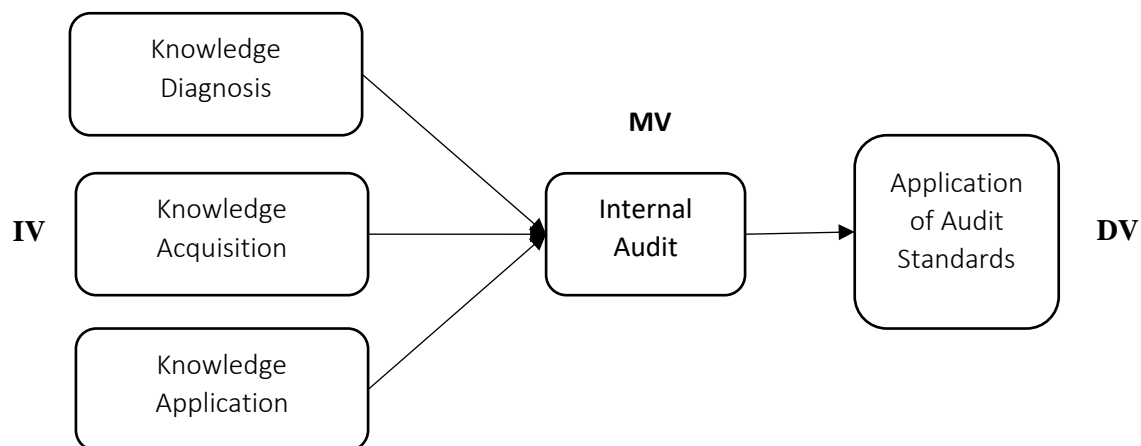 Knowledge
Diagnosis
MV
IV
Knowledge
Acquisition
Internal
Audit
Application
of Audit
Standards
DV
Knowledge
Application